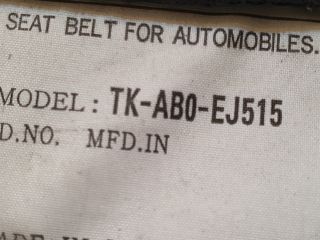 SEAT BELT FOR AUTOMOBILES.
MODEL: TK-AB0-EJ515
D.NO. MFD.IN